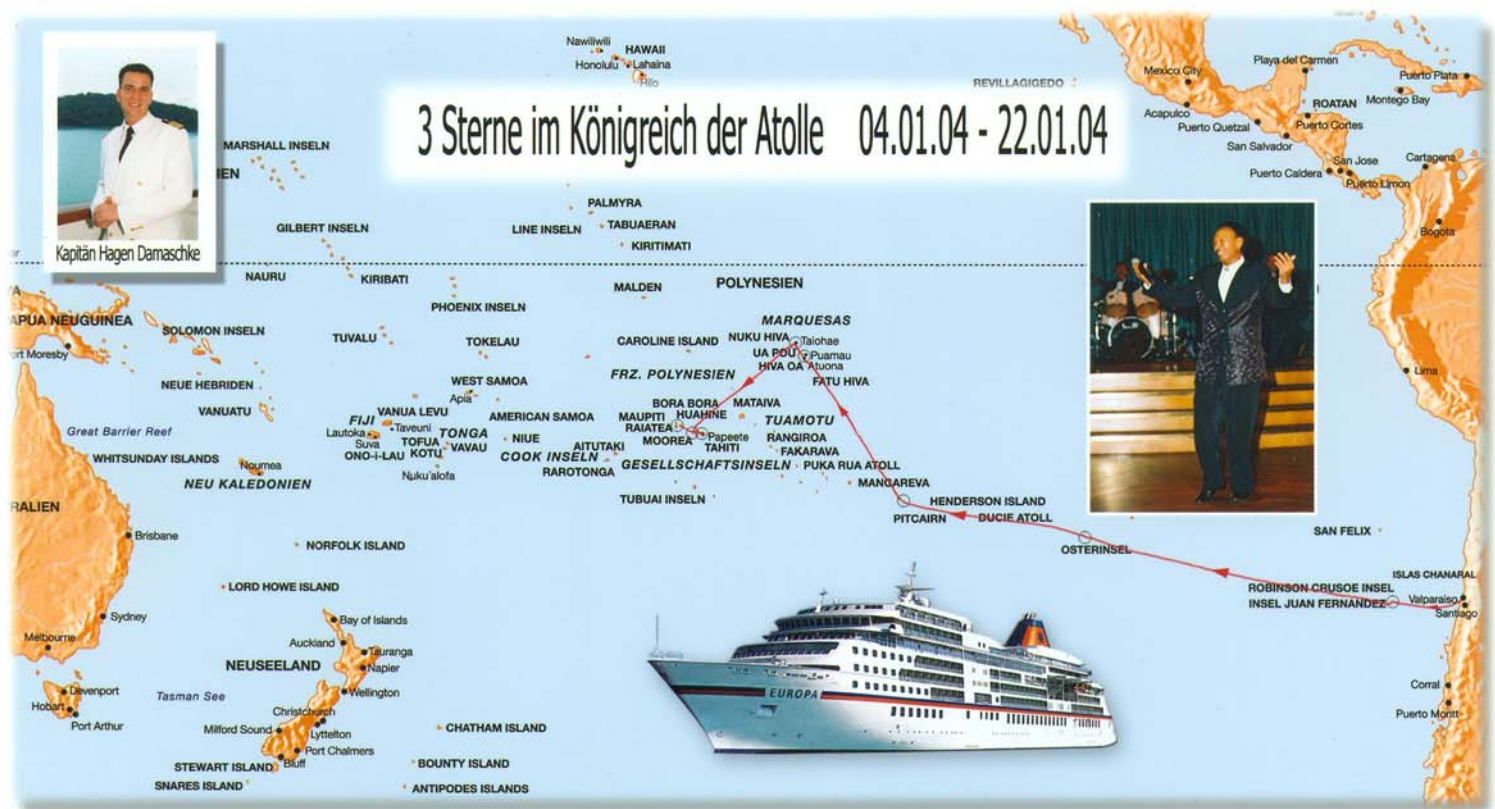 Nawiliwili
HAWAII
Honolulu
Lahaina
Hilo
REVILLAGIGEDO
Mexico City
Playa del Carmen
Puerto Plata
Acapulco
ROATAN
Montego Bay
Puerto Quetzal
Puerto Cortes
San Salvador
San Jose
Cartagena
Puerto Caldera
Puerto Limon
Bogota
3 Sterne im Königreich der Atolle 04.01.04 - 22.01.04
Kapitän Hagen Damaschke
MARSHALL INSELN
IEN
PALMYRA
GILBERT INSELN
LINE INSELN
TABUAERAN
KIRITIMATI
or
NAURU
KIRIBATI
MALDEN
POLYNESIEN
PHOENIX INSELN
APUA NEUGUINEA
SOLOMON INSELN
MARQUESAS
TUVALU
TOKELAU
CAROLINE ISLAND
NUKU HIVA
Taiohae
ort Moresby
UA POU
Puamau
HIVA OA
Atuona
FRZ. POLYNESIEN
FATU HIVA
Lima
NEUE HEBRIDEN
WEST SAMOA
Apia
VANUATU
VANUA LEVU
AMERICAN SAMOA
BORA BORA
MATAIVA
MAUPITI
HUAHINE
FIJI
Taveuni
TONGA
RAIATEA
TUAMOTU
Great Barrier Reef
Lautoka
Suva
TOFUA
VAVAU
NIUE
MOOREA
Papeete
RANGIROA
ONO-i-LAU
KOTU
AITUTAKI
TAHITI
FAKARAVA
WHITSUNDAY ISLANDS
COOK INSELN
GESELLSCHAFTSINSELN
PUKA RUA ATOLL
Noumea
Nuku'alofa
RAROTONGA
NEU KALEDONIEN
MANGAREVA
TUBUAI INSELN
HENDERSON ISLAND
RALIEN
PITCAIRN
DUCIE ATOLL
SAN FELIX
Brisbane
NORFOLK ISLAND
OSTERINSEL
ISLAS CHANARAL
LORD HOWE ISLAND
ROBINSON CRUSOE INSEL
Valparaiso
INSEL JUAN FERNANDEZ
Santiago
Sydney
Bay of Islands
Melbourne
Auckland
Tauranga
NEUSEELAND
Napier
Devenport
Tasman See
Wellington
EUROPA
Corral
Hobart
Port Arthur
Christchurch
Puerto Montt
Milford Sound
Lyttelton
CHATHAM ISLAND
Port Chalmers
STEWART ISLAND
Bluff
BOUNTY ISLAND
SNARES ISLAND
ANTIPODES ISLANDS